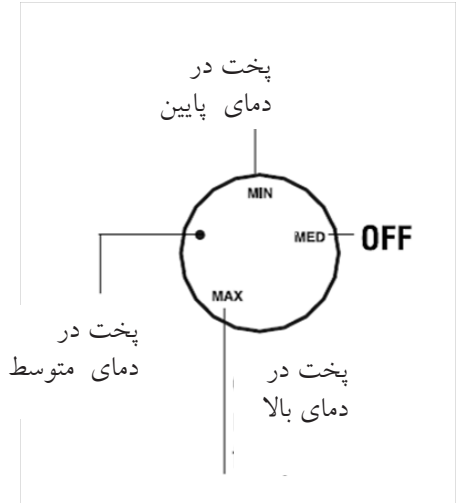 پخت در
دمای پایین
MIN
MED
OFF
MAX
پخت در
دمای متوسط
پخت در
دمای بالا